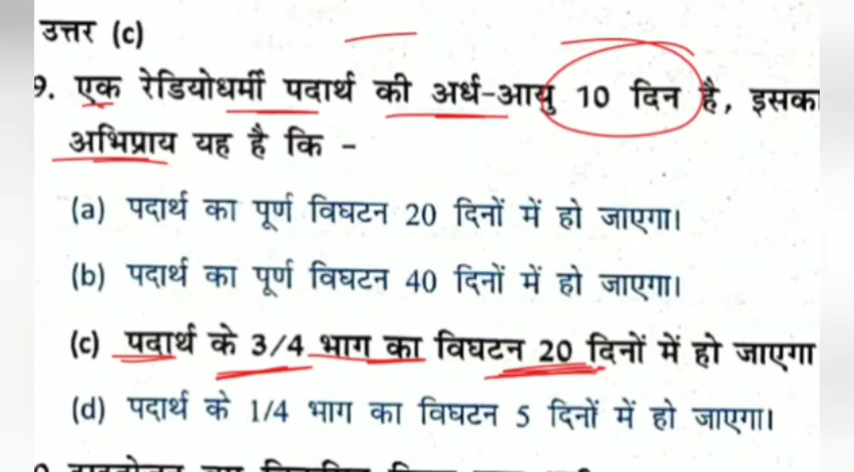 उत्तर (c)
9. एक रेडियोधर्मी पदार्थ की अर्ध-आयु 10 दिन है, इसका
अभिप्राय यह है कि -
(a) पदार्थ का पूर्ण विघटन 20 दिनों में हो जाएगा।
(b) पदार्थ का पूर्ण विघटन 40 दिनों में हो जाएगा।
(c) पदार्थ के 3/4 भाग का विघटन 20 दिनों में हो जाएगा
(d) पदार्थ के 1/4 भाग का विघटन 5 दिनों में हो जाएगा।